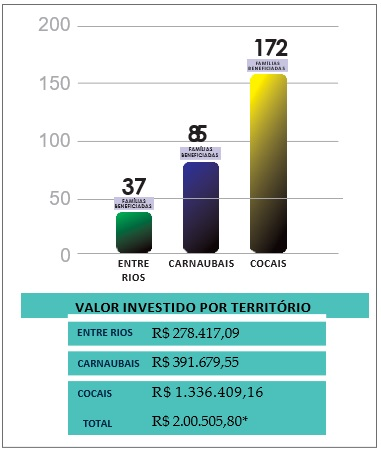 200
150
100
50
0
37
FAMÍLIAS
BENEFICIADAS
85
FAMÍLIAS
BENEFICIADAS
172
FAMÍLIAS
BENEFICIADAS
ENTRE
RIOS
CARNAUBAIS
COCAIS
VALOR INVESTIDO POR TERRITÓRIO
ENTRE RIOS R$ 278.417,09
CARNAUBAIS R$ 391.679,55
COCAIS R$ 1.336.409,16
TOTAL R$ 2.00.505,80*